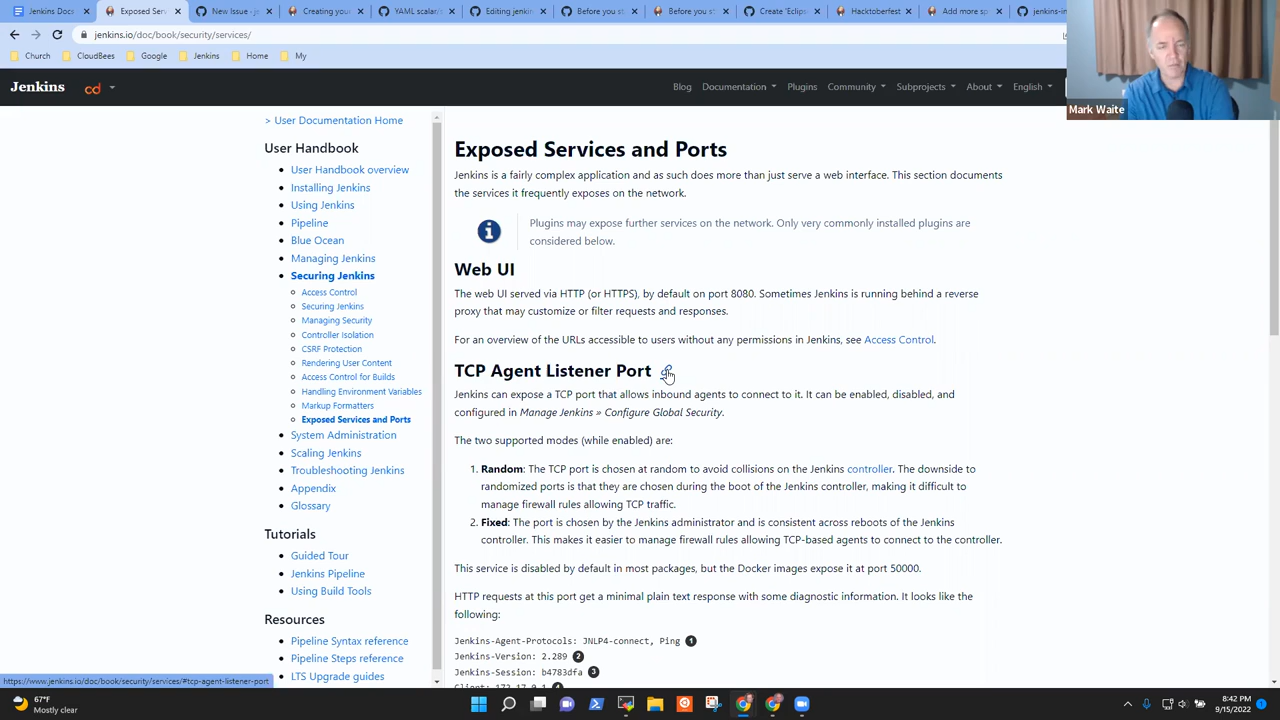 Jenkins Docs
Exposed Serv
New Issue · je
Creating your
YAML scalar/s
Editing jenkin
Before you st
Before you st
Create 'Eclips
Hacktoberfest
Add more sp
jenkins-in
jenkins.io/doc/book/security/services/
Church
CloudBees
Google
Jenkins
Home
My
Mark Waite
Jenkins
cd
Blog
Documentation
Plugins
Community
Subprojects
About
English
> User Documentation Home
User Handbook
User Handbook overview
Installing Jenkins
Using Jenkins
Pipeline
Blue Ocean
Managing Jenkins
Securing Jenkins
Access Control
Securing Jenkins
Managing Security
Controller Isolation
CSRF Protection
Rendering User Content
Access Control for Builds
Handling Environment Variables
Markup Formatters
Exposed Services and Ports
System Administration
Scaling Jenkins
Troubleshooting Jenkins
Appendix
Glossary
Tutorials
Guided Tour
Jenkins Pipeline
Using Build Tools
Resources
Pipeline Syntax reference
Pipeline Steps reference
LTS Upgrade guides
Exposed Services and Ports
Jenkins is a fairly complex application and as such does more than just serve a web interface. This section documents
the services it frequently exposes on the network.
Plugins may expose further services on the network. Only very commonly installed plugins are
considered below.
Web UI
The web UI served via HTTP (or HTTPS), by default on port 8080. Sometimes Jenkins is running behind a reverse
proxy that may customize or filter requests and responses.
For an overview of the URLs accessible to users without any permissions in Jenkins, see Access Control.
TCP Agent Listener Port
Jenkins can expose a TCP port that allows inbound agents to connect to it. It can be enabled, disabled, and
configured in Manage Jenkins » Configure Global Security.
The two supported modes (while enabled) are:
1. Random: The TCP port is chosen at random to avoid collisions on the Jenkins controller. The downside to
randomized ports is that they are chosen during the boot of the Jenkins controller, making it difficult to
manage firewall rules allowing TCP traffic.
2. Fixed: The port is chosen by the Jenkins administrator and is consistent across reboots of the Jenkins
controller. This makes it easier to manage firewall rules allowing TCP-based agents to connect to the controller.
This service is disabled by default in most packages, but the Docker images expose it at port 50000.
HTTP requests at this port get a minimal plain text response with some diagnostic information. It looks like the
following:
Jenkins-Agent-Protocols: JNLP4-connect, Ping 1
Jenkins-Version: 2.289 2
Jenkins-Session: b4783dfa 3
Client: 172.17.0.1 4
https://www.jenkins.io/doc/book/security/services/#tcp-agent-listener-port
67°F
Mostly clear
8:42 PM
9/15/2022